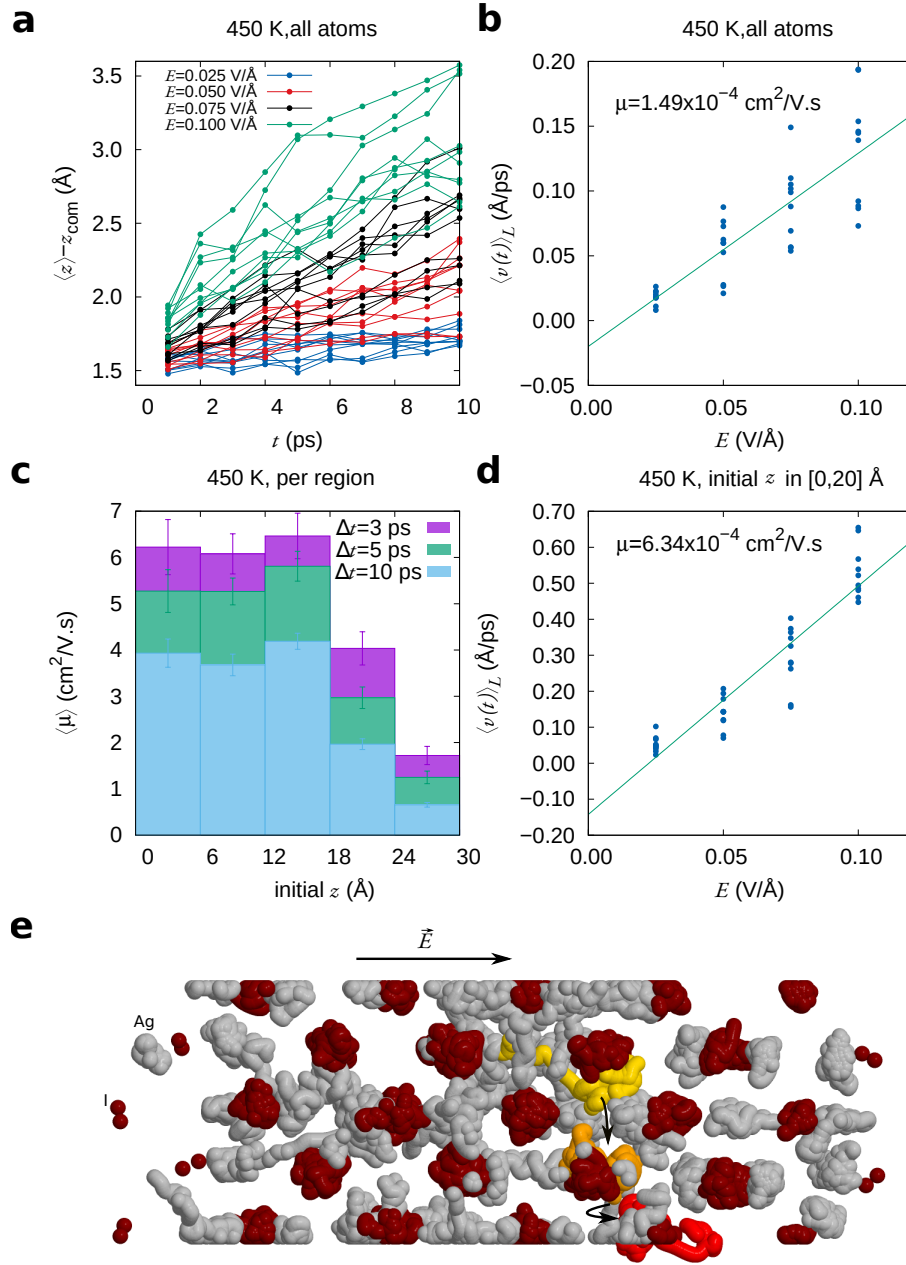 a
450 K,all atoms
E=0.025 V/Å
E=0.050 V/Å
E=0.075 V/Å
E=0.100 V/Å
3.5
3.0
2.5
2.0
1.5
⟨z⟩−z_com (Å)
0 2 4 6 8 10
t (ps)
b
450 K,all atoms
μ=1.49x10⁻⁴ cm²/V.s
0.20
0.15
0.10
0.05
0.00
−0.05
⟨v(t)⟩_L (Å/ps)
0.00 0.05 0.10
E (V/Å)
c
450 K, per region
Δt=3 ps
Δt=5 ps
Δt=10 ps
7
6
5
4
3
2
1
0
⟨μ⟩ (cm²/V.s)
0 6 12 18 24 30
initial z (Å)
d
450 K, initial z in [0,20] Å
μ=6.34x10⁻⁴ cm²/V.s
0.70
0.60
0.50
0.40
0.30
0.20
0.10
0.00
−0.10
−0.20
⟨v(t)⟩_L (Å/ps)
0.00 0.05 0.10
E (V/Å)
e
E⃗
Ag
I